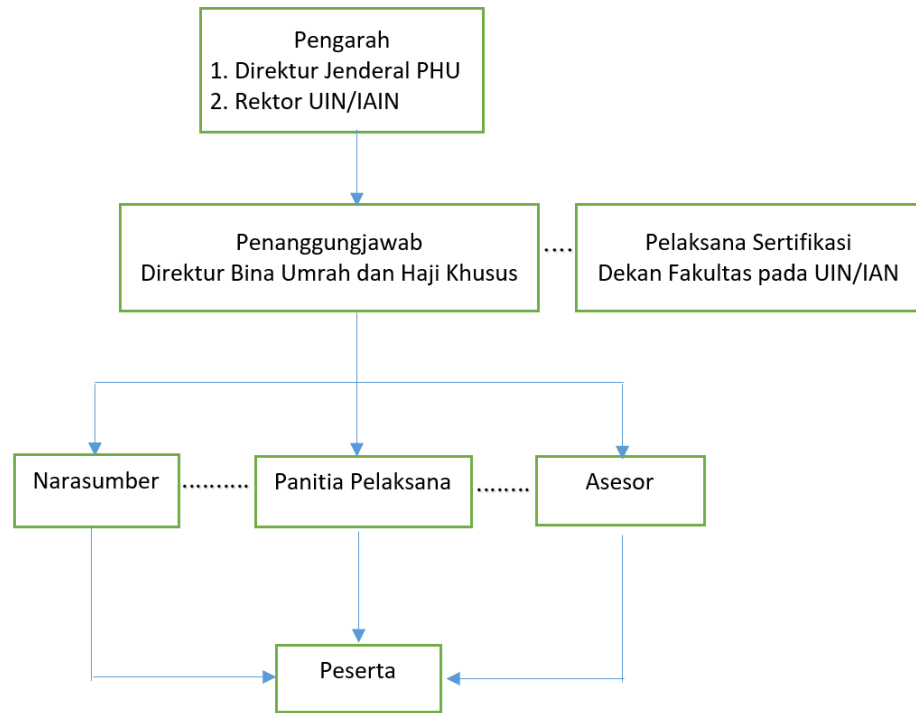 Pengarah
1. Direktur Jenderal PHU
2. Rektor UIN/IAIN
Penanggungjawab
Direktur Bina Umrah dan Haji Khusus
Pelaksana Sertifikasi
Dekan Fakultas pada UIN/IAN
Narasumber
Panitia Pelaksana
Asesor
Peserta